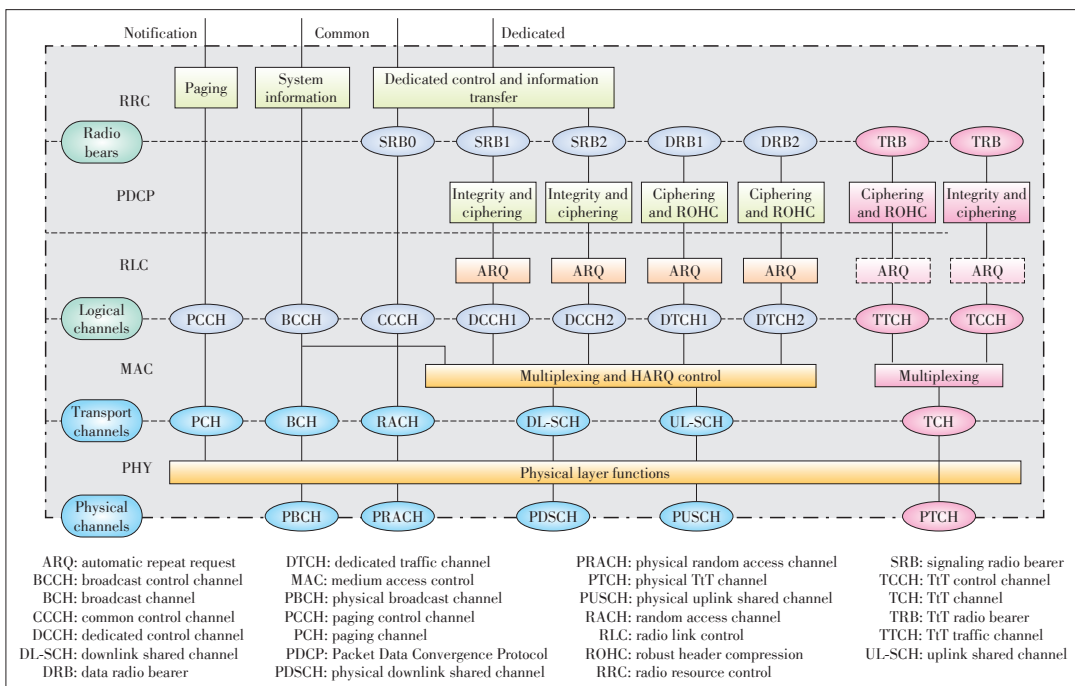 Notification Common Dedicated
Paging
System
information
Dedicated control and information
transfer
RRC
Radio
bears
SRB0 SRB1 SRB2 DRB1 DRB2 TRB TRB
PDCP
Integrity and
ciphering
Integrity and
ciphering
Ciphering
and ROHC
Ciphering
and ROHC
Ciphering
and ROHC
Integrity and
ciphering
RLC
ARQ ARQ ARQ ARQ ARQ ARQ
Logical
channels
PCCH BCCH CCCH DCCH1 DCCH2 DTCH1 DTCH2 TTCH TCCH
MAC
Multiplexing and HARQ control
Multiplexing
Transport
channels
PCH BCH RACH DL-SCH UL-SCH TCH
PHY
Physical layer functions
Physical
channels
PBCH PRACH PDSCH PUSCH PTCH
ARQ: automatic repeat request
BCCH: broadcast control channel
BCH: broadcast channel
CCCH: common control channel
DCCH: dedicated control channel
DL-SCH: downlink shared channel
DRB: data radio bearer
DTCH: dedicated traffic channel
MAC: medium access control
PBCH: physical broadcast channel
PCCH: paging control channel
PCH: paging channel
PDCP: Packet Data Convergence Protocol
PDSCH: physical downlink shared channel
PRACH: physical random access channel
PTCH: physical TtT channel
PUSCH: physical uplink shared channel
RACH: random access channel
RLC: radio link control
ROHC: robust header compression
RRC: radio resource control
SRB: signaling radio bearer
TCCH: TtT control channel
TCH: TtT channel
TRB: TtT radio bearer
TTCH: TtT traffic channel
UL-SCH: uplink shared channel